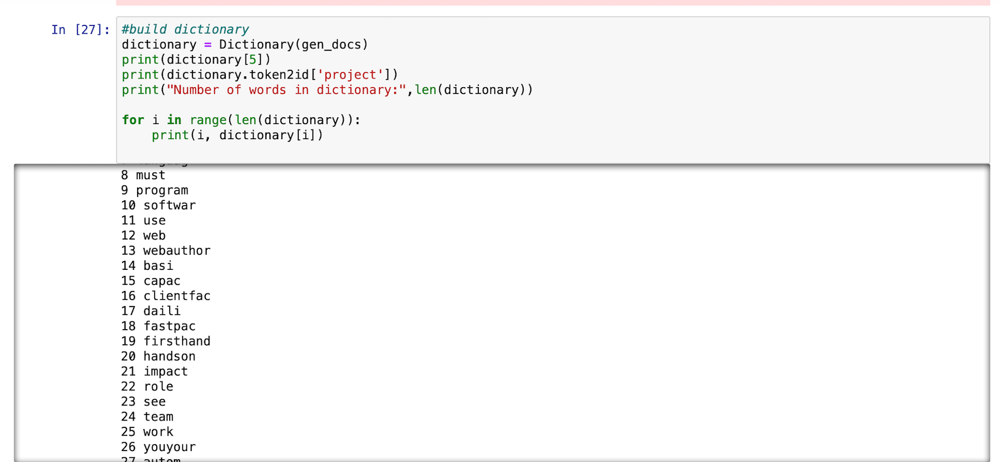 In [27]:
#build dictionary
dictionary = Dictionary(gen_docs)
print(dictionary[5])
print(dictionary.token2id['project'])
print("Number of words in dictionary:",len(dictionary))
for i in range(len(dictionary)):
    print(i, dictionary[i])
8 must
9 program
10 softwar
11 use
12 web
13 webauthor
14 basi
15 capac
16 clientfac
17 daili
18 fastpac
19 firsthand
20 handson
21 impact
22 role
23 see
24 team
25 work
26 youyour
27 autom